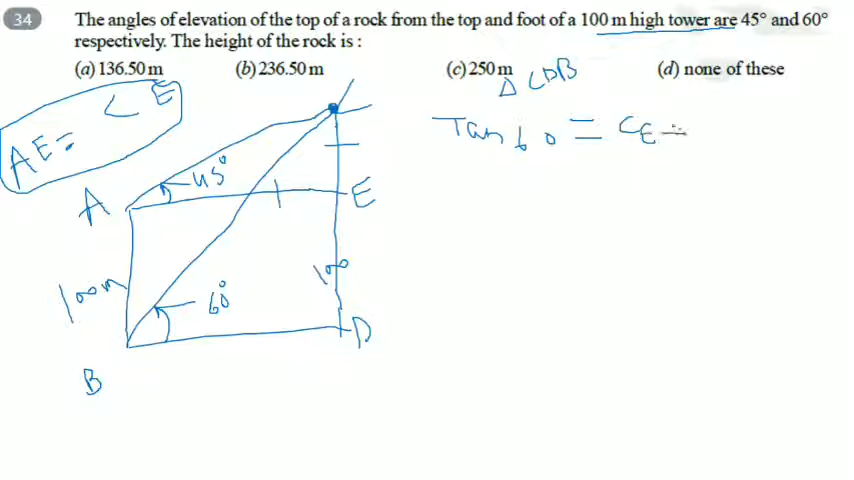 34
The angles of elevation of the top of a rock from the top and foot of a 100 m high tower are 45° and 60°
respectively. The height of the rock is :
(a) 136.50 m (b) 236.50 m (c) 250 m (d) none of these
Δ CDB
AE = CE
Tan 60 = CE +
45°
A
E
100m
100
60°
D
B